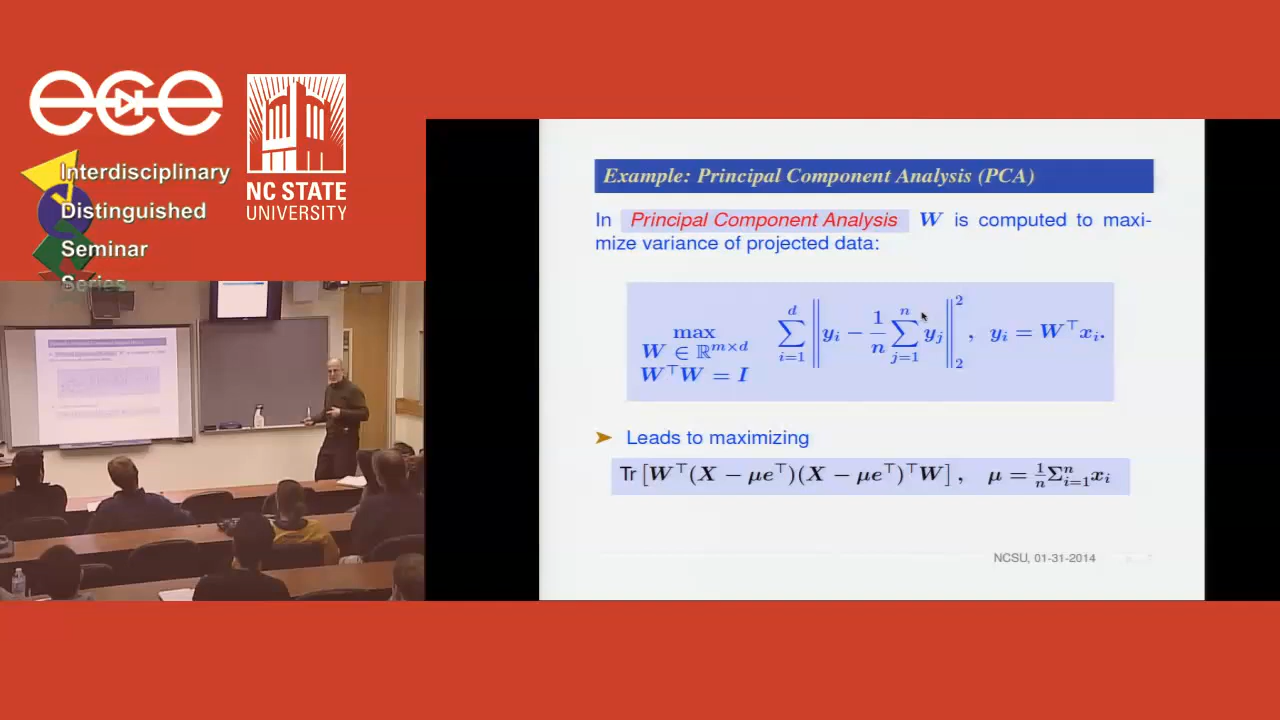 ece
Interdisciplinary
Distinguished
Seminar
Series
NC STATE
UNIVERSITY
Example: Principal Component Analysis (PCA)
In Principal Component Analysis W is computed to maxi-
mize variance of projected data:
max W ∈ ℝ^{m×d} W^⊤W = I ∑_{i=1}^{d} ‖y_i − 1/n ∑_{j=1}^{n} y_j‖_2^2 , y_i = W^⊤x_i.
➤ Leads to maximizing
Tr [W^⊤(X − μe^⊤)(X − μe^⊤)^⊤W] , μ = 1/n Σ_{i=1}^n x_i
NCSU, 01-31-2014